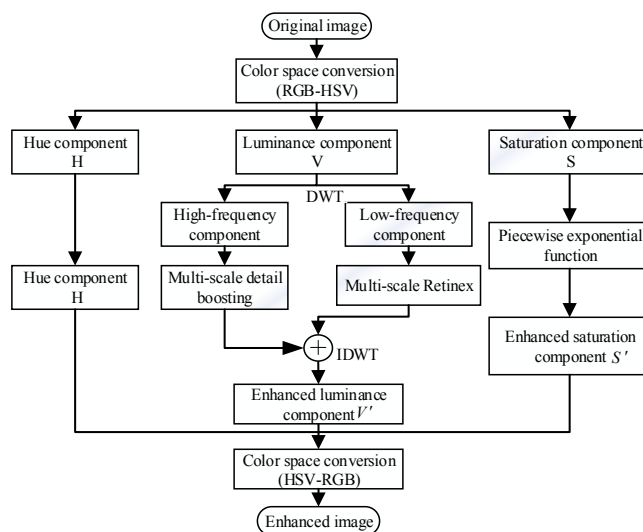 Original image
Color space conversion
(RGB-HSV)
Hue component
H
Luminance component
V
Saturation component
S
DWT
High-frequency
component
Low-frequency
component
Piecewise exponential
function
Hue component
H
Multi-scale detail
boosting
Multi-scale Retinex
+
IDWT
Enhanced saturation
component S'
Enhanced luminance
component V'
Color space conversion
(HSV-RGB)
Enhanced image